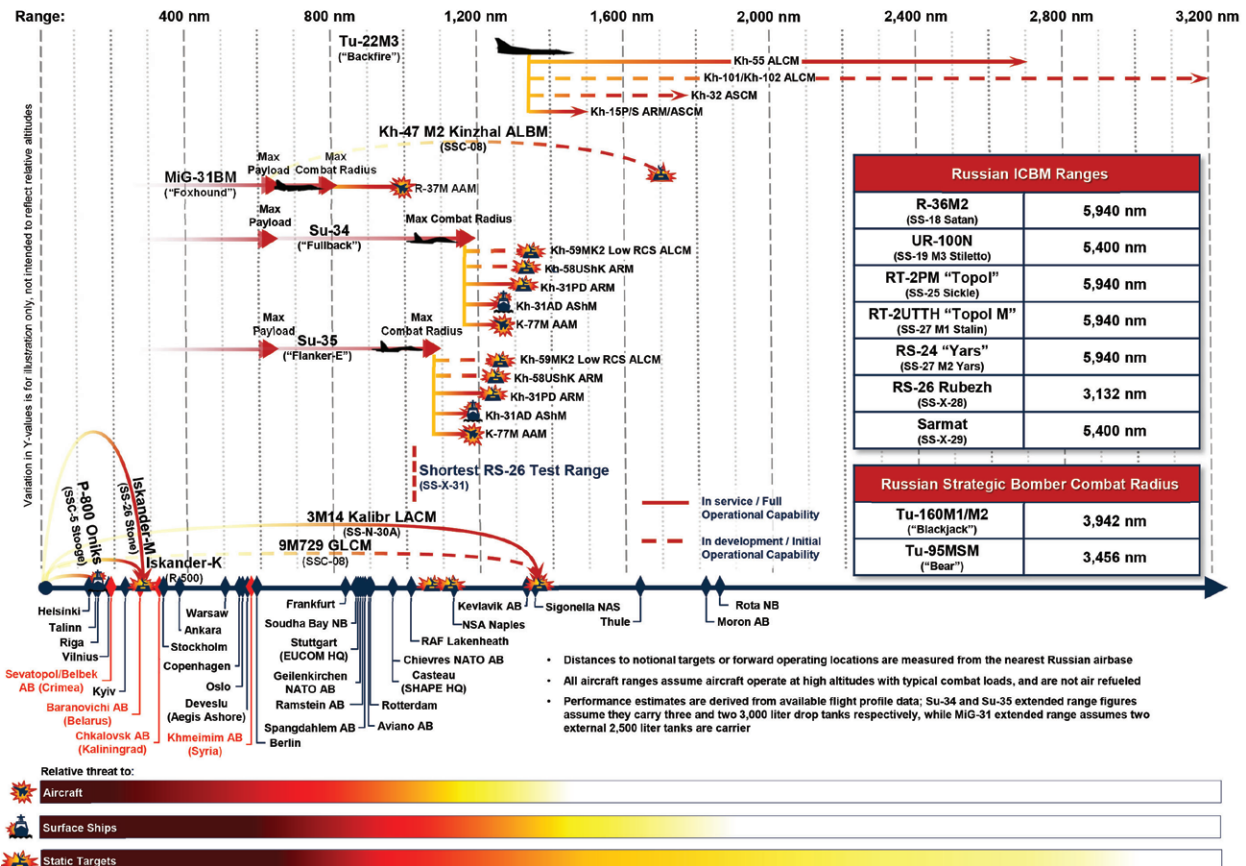 Range:
400 nm
800 nm
1,200 nm
1,600 nm
2,000 nm
2,400 nm
2,800 nm
3,200 nm
Variation in Y-values is for illustration only, not intended to reflect relative altitudes
Tu-22M3
(“Backfire”)
Kh-55 ALCM
Kh-101/Kh-102 ALCM
Kh-32 ASCM
Kh-15P/S ARM/ASCM
Kh-47 M2 Kinzhal ALBM
(SSC-08)
MiG-31BM
(“Foxhound”)
Max
Payload
Max
Combat Radius
R-37M AAM
Max
Payload
Su-34
(“Fullback”)
Max Combat Radius
Kh-59MK2 Low RCS ALCM
Kh-58UShK ARM
Kh-31PD ARM
Kh-31AD AShM
K-77M AAM
Max
Payload
Su-35
(“Flanker-E”)
Max
Combat Radius
Kh-59MK2 Low RCS ALCM
Kh-58UShK ARM
Kh-31PD ARM
Kh-31AD AShM
K-77M AAM
Shortest RS-26 Test Range
(SS-X-31)
In service / Full
Operational Capability
In development / Initial
Operational Capability
P-800 Oniks
(SSC-5 Stooge)
Iskander-M
(SS-26 Stone)
Iskander-K
(R-500)
3M14 Kalibr LACM
(SS-N-30A)
9M729 GLCM
(SSC-08)
Russian ICBM Ranges
R-36M2
(SS-18 Satan)
5,940 nm
UR-100N
(SS-19 M3 Stiletto)
5,400 nm
RT-2PM “Topol”
(SS-25 Sickle)
5,940 nm
RT-2UTTH “Topol M”
(SS-27 M1 Stalin)
5,940 nm
RS-24 “Yars”
(SS-27 M2 Yars)
5,940 nm
RS-26 Rubezh
(SS-X-28)
3,132 nm
Sarmat
(SS-X-29)
5,400 nm
Russian Strategic Bomber Combat Radius
Tu-160M1/M2
(“Blackjack”)
3,942 nm
Tu-95MSM
(“Bear”)
3,456 nm
Helsinki
Talinn
Riga
Vilnius
Sevatopol/Belbek
AB (Crimea)
Kyiv
Baranovichi AB
(Belarus)
Chkalovsk AB
(Kaliningrad)
Warsaw
Ankara
Stockholm
Copenhagen
Oslo
Deveslu
(Aegis Ashore)
Khmeimim AB
(Syria)
Berlin
Frankfurt
Soudha Bay NB
Stuttgart
(EUCOM HQ)
Geilenkirchen
NATO AB
Ramstein AB
Spangdahlem AB
Aviano AB
Rotterdam
Casteau
(SHAPE HQ)
Chievres NATO AB
RAF Lakenheath
NSA Naples
Kevlavik AB
Sigonella NAS
Thule
Moron AB
Rota NB
• Distances to notional targets or forward operating locations are measured from the nearest Russian airbase
• All aircraft ranges assume aircraft operate at high altitudes with typical combat loads, and are not air refueled
• Performance estimates are derived from available flight profile data; Su-34 and Su-35 extended range figures
assume they carry three and two 3,000 liter drop tanks respectively, while MiG-31 extended range assumes two
external 2,500 liter tanks are carrier
Relative threat to:
Aircraft
Surface Ships
Static Targets